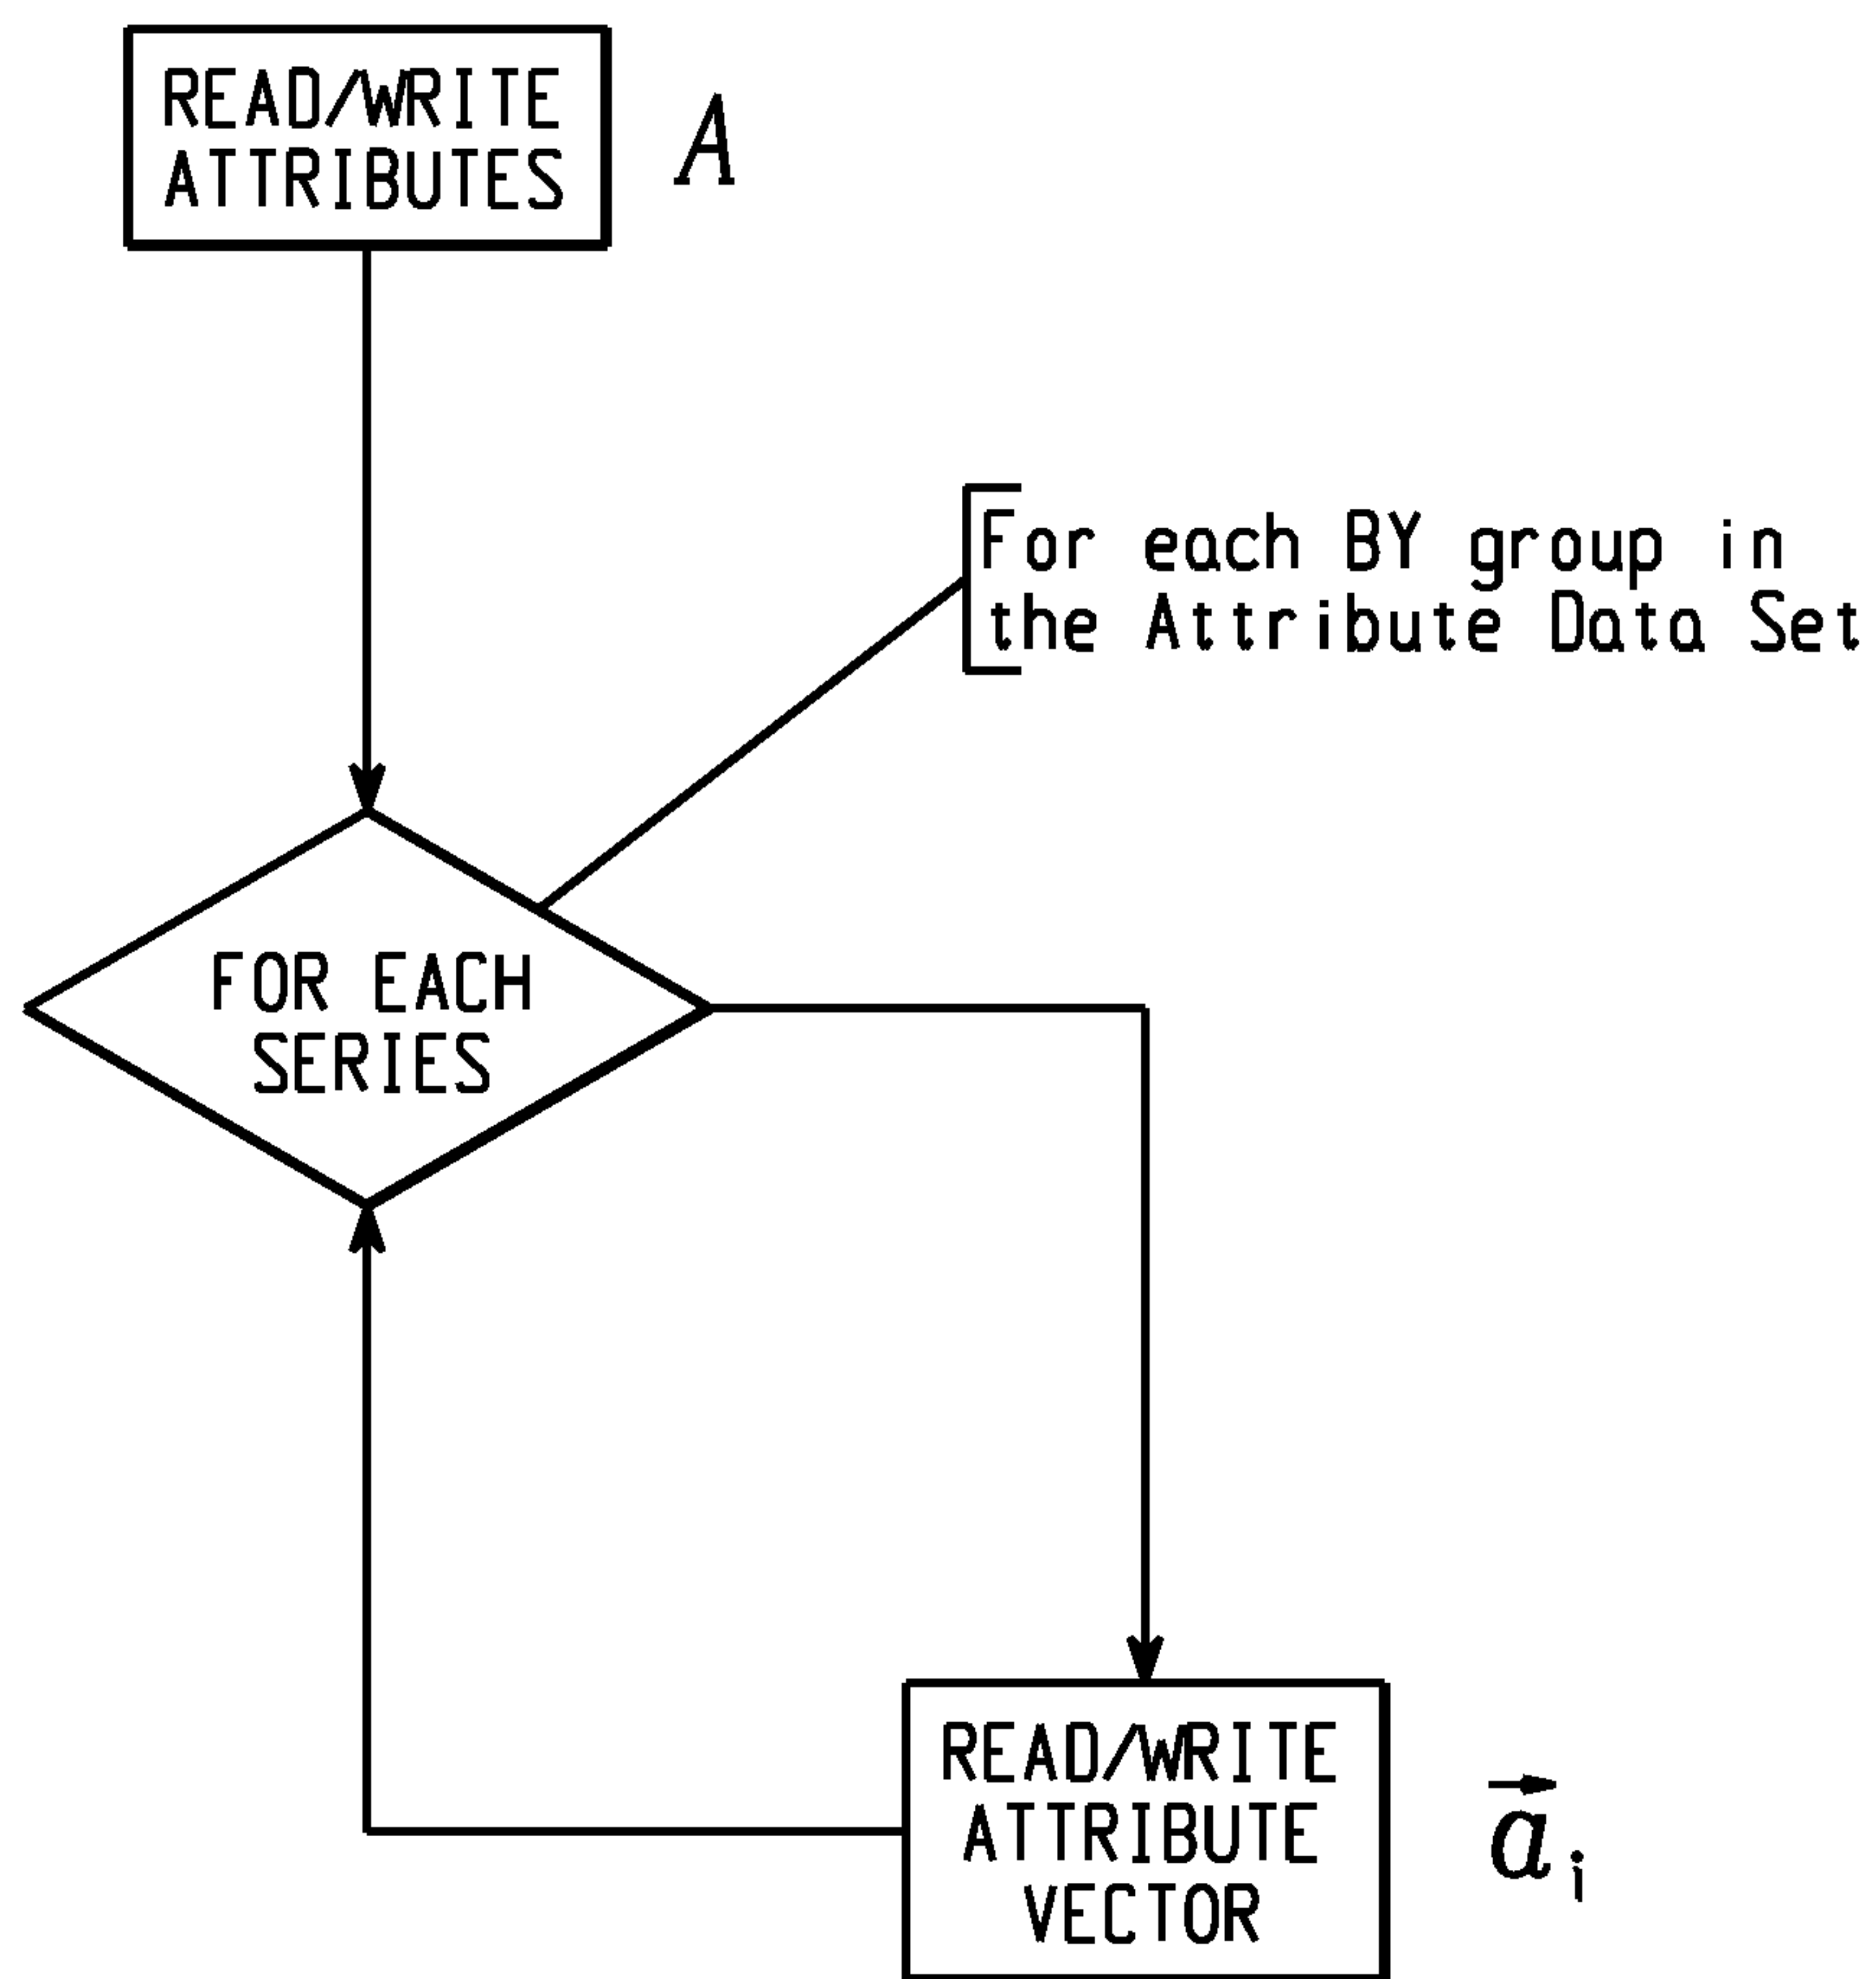 READ/WRITE
ATTRIBUTES
A
For each BY group in
the Attribute Data Set
FOR EACH
SERIES
READ/WRITE
ATTRIBUTE
VECTOR
a⃗ᵢ